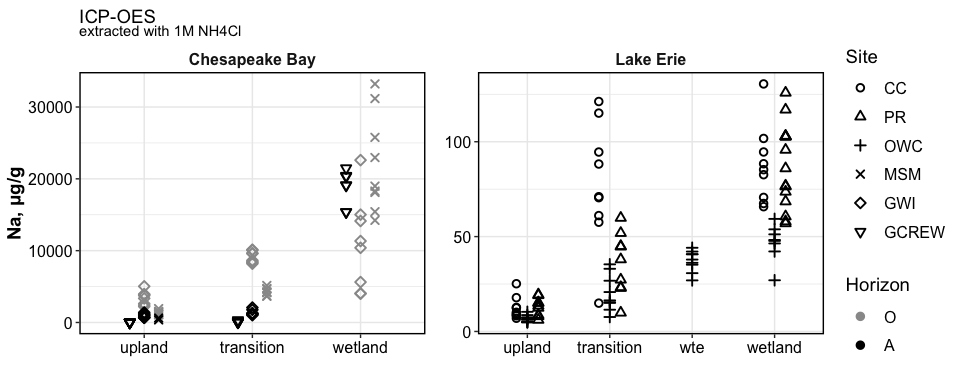 ICP-OES
extracted with 1M NH4Cl
Chesapeake Bay
Lake Erie
Na, µg/g
30000
20000
10000
0
upland
transition
wetland
100
50
0
upland
transition
wte
wetland
Site
CC
PR
OWC
MSM
GWI
GCREW
Horizon
O
A